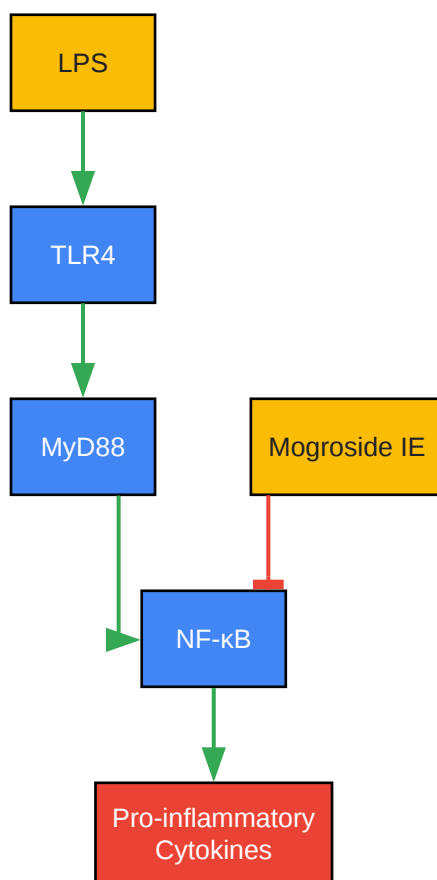 LPS
TLR4
MyD88
Mogroside IE
NF-κB
Pro-inflammatory
Cytokines